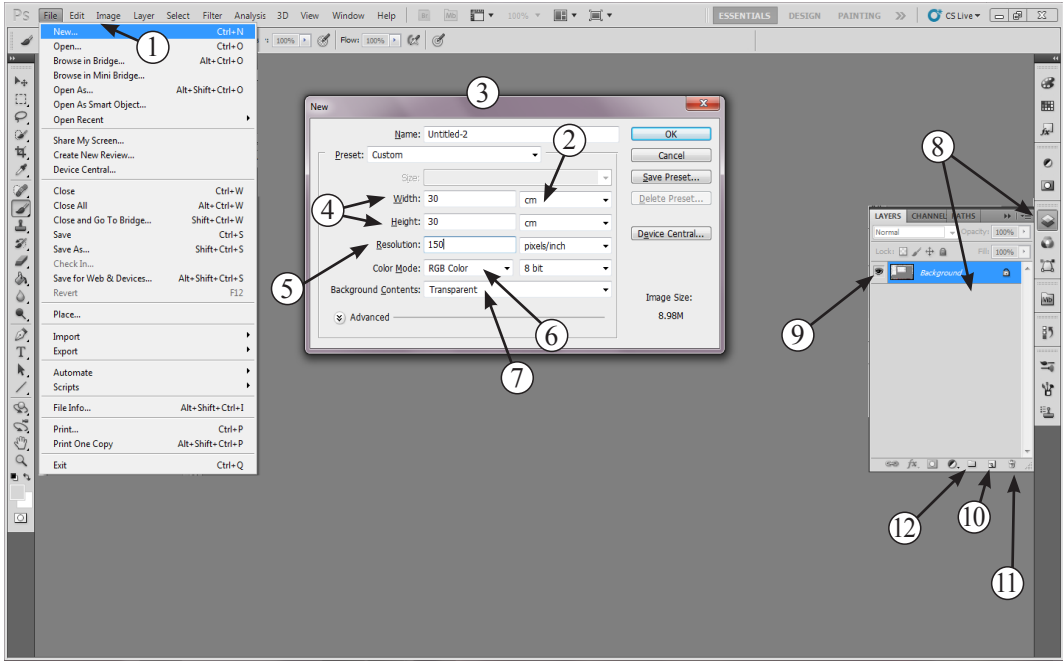 Ps File Edit Image Layer Select Filter Analysis 3D View Window Help Br Mb 100% ESSENTIALS DESIGN PAINTING >> CS Live
100% Flow: 100%
New... Ctrl+N
Open... Ctrl+O
Browse in Bridge... Alt+Ctrl+O
Browse in Mini Bridge...
Open As... Alt+Shift+Ctrl+O
Open As Smart Object...
Open Recent
Share My Screen...
Create New Review...
Device Central...
Close Ctrl+W
Close All Alt+Ctrl+W
Close and Go To Bridge... Shift+Ctrl+W
Save Ctrl+S
Save As... Shift+Ctrl+S
Check In...
Save for Web & Devices... Alt+Shift+Ctrl+S
Revert F12
Place...
Import
Export
Automate
Scripts
File Info... Alt+Shift+Ctrl+I
Print... Ctrl+P
Print One Copy Alt+Shift+Ctrl+P
Exit Ctrl+Q
1
3
New
Name: Untitled-2 OK
2
Preset: Custom Cancel
Size: Save Preset...
4
Width: 30 cm Delete Preset...
Height: 30 cm
Device Central...
Resolution: 150 pixels/inch
5
Color Mode: RGB Color 8 bit
Background Contents: Transparent
Image Size:
8.98M
Advanced
6
7
8
LAYERS CHANNEL PATHS
Normal Opacity: 100%
Lock: Fill: 100%
Background
9
fx
12
10
11
T
Mb